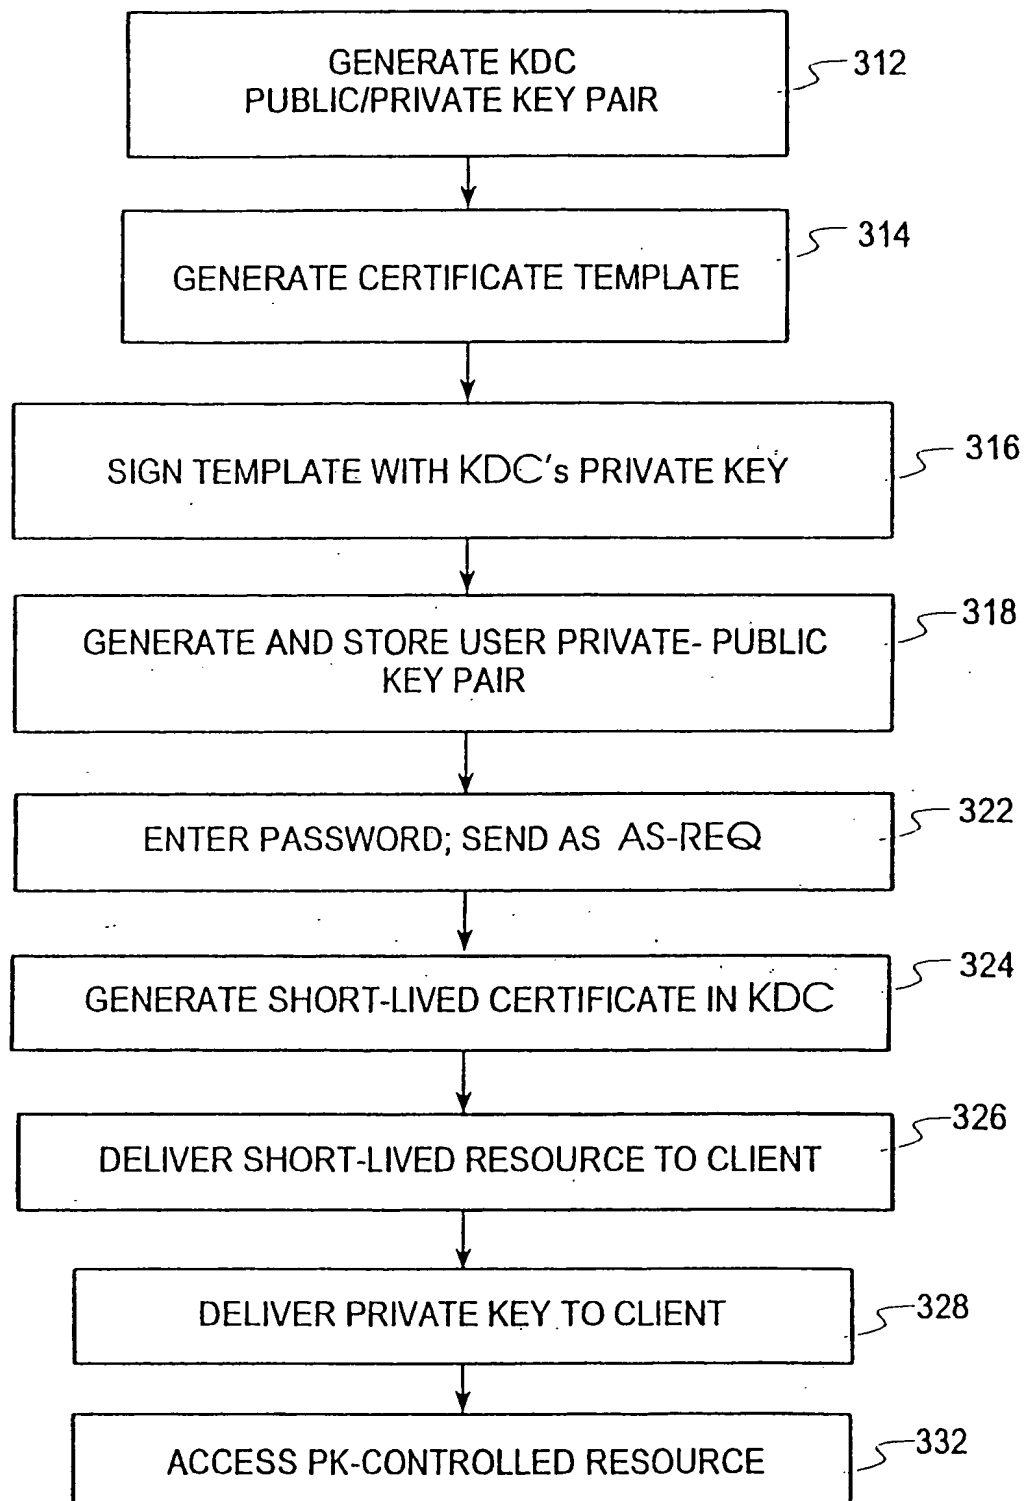 GENERATE KDC
PUBLIC/PRIVATE KEY PAIR
312
GENERATE CERTIFICATE TEMPLATE
314
SIGN TEMPLATE WITH KDC's PRIVATE KEY
316
GENERATE AND STORE USER PRIVATE- PUBLIC
KEY PAIR
318
ENTER PASSWORD; SEND AS AS-REQ
322
GENERATE SHORT-LIVED CERTIFICATE IN KDC
324
DELIVER SHORT-LIVED RESOURCE TO CLIENT
326
DELIVER PRIVATE KEY TO CLIENT
328
ACCESS PK-CONTROLLED RESOURCE
332